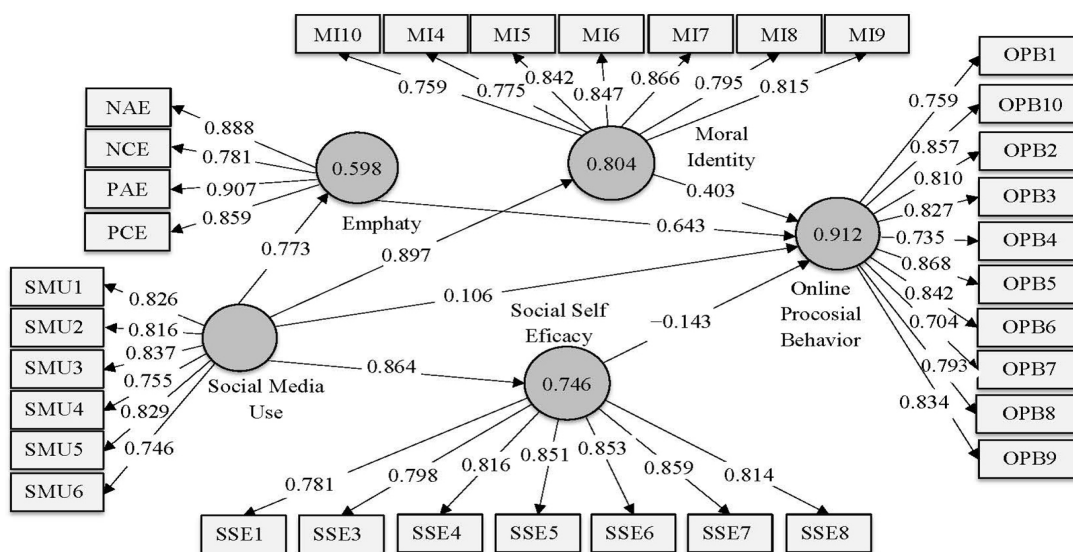 MI10 MI4 MI5 MI6 MI7 MI8 MI9
0.759 0.775 0.842 0.847 0.866 0.795 0.815
NAE
NCE
PAE
PCE
0.888
0.781
0.907
0.859
0.598
Emphaty
0.804
Moral
Identity
0.773
0.897
0.403
0.643
0.106
−0.143
0.864
SMU1
SMU2
SMU3
SMU4
SMU5
SMU6
0.826
0.816
0.837
0.755
0.829
0.746
Social Media
Use
Social Self
Eficacy
0.746
0.781 0.798 0.816 0.851 0.853 0.859 0.814
SSE1 SSE3 SSE4 SSE5 SSE6 SSE7 SSE8
0.912
Online
Procosial
Behavior
0.759
0.857
0.810
0.827
0.735
0.868
0.842
0.704
0.793
0.834
OPB1
OPB10
OPB2
OPB3
OPB4
OPB5
OPB6
OPB7
OPB8
OPB9